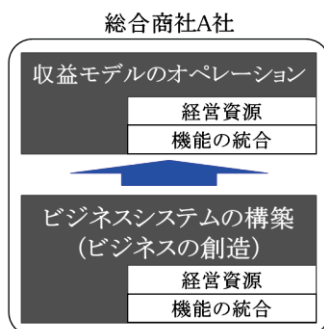 総合商社A社
収益モデルのオペレーション
経営資源
機能の統合
ビジネスシステムの構築
(ビジネスの創造)
経営資源
機能の統合